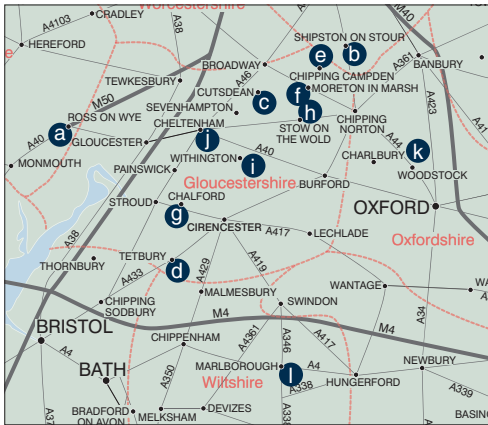 Worcestershire
A4103
CRADLEY
A38
M40
SHIPSTON ON STOUR
HEREFORD
e
b
BROADWAY
A361
BANBURY
TEWKESBURY
A46
CHIPPING CAMPDEN
CUTSDEAN
f
MORETON IN MARSH
M50
c
A423
SEVENHAMPTON
h
ROSS ON WYE
a
CHELTENHAM
STOW ON
THE WOLD
CHIPPING
NORTON
A41
A40
GLOUCESTER
j
A44
k
A40
MONMOUTH
WITHINGTON
i
CHARLBURY
PAINSWICK
WOODSTOCK
Gloucestershire
BURFORD
STROUD
CHALFORD
OXFORD
g
CIRENCESTER
A417
LECHLADE
A38
Oxfordshire
TETBURY
THORNBURY
d
A433
A429
A419
WANTAGE
MALMESBURY
CHIPPING
SODBURY
SWINDON
M4
A34
BRISTOL
A417
M4
A4361
A346
CHIPPENHAM
A4
MARLBOROUGH
A4
NEWBURY
BATH
A350
Wiltshire
l
A338
HUNGERFORD
A339
BRADFORD
ON AVON
MELKSHAM
DEVIZES
A338
BASING